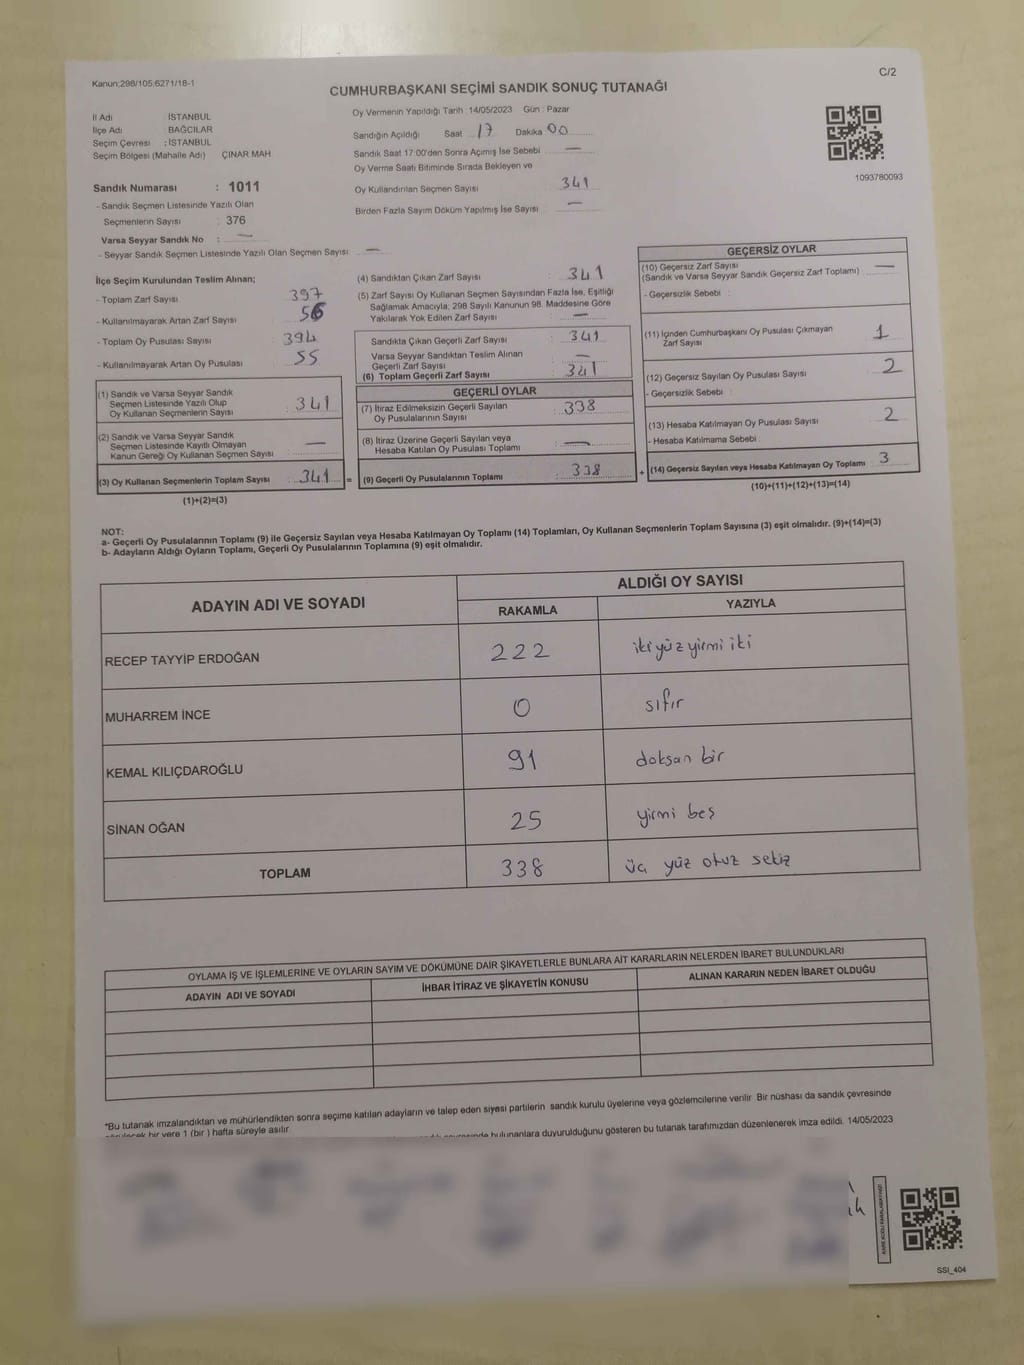 Kanun:298/105,6271/18-1
C/2
CUMHURBAŞKANI SEÇİMİ SANDIK SONUÇ TUTANAĞI
İl Adı İSTANBUL
İlçe Adı BAĞCILAR
Seçim Çevresi : İSTANBUL
Seçim Bölgesi (Mahalle Adı) ÇINAR MAH
Sandık Numarası : 1011
- Sandık Seçmen Listesinde Yazılı Olan
Seçmenlerin Sayısı : 376
Varsa Seyyar Sandık No : —
- Seyyar Sandık Seçmen Listesinde Yazılı Olan Seçmen Sayısı —
Oy Vermenin Yapıldığı Tarih :14/05/2023 Gün : Pazar
Sandığın Açıldığı Saat 17 Dakika 00
Sandık Saat 17:00'den Sonra Açımış İse Sebebi —
Oy Verme Saati Bitiminde Sırada Bekleyen ve
Oy Kullandırılan Seçmen Sayısı 341
Birden Fazla Sayım Döküm Yapılmış İse Sayısı —
1093780093
İlçe Seçim Kurulundan Teslim Alınan;
- Toplam Zarf Sayısı 397
- Kullanılmayarak Artan Zarf Sayısı 56
- Toplam Oy Pusulası Sayısı 394
- Kullanılmayarak Artan Oy Pusulası 55
(1) Sandık ve Varsa Seyyar Sandık
Seçmen Listesinde Yazılı Olup
Oy Kullanan Seçmenlerin Sayısı 341
(2) Sandık ve Varsa Seyyar Sandık
Seçmen Listesinde Kayıtlı Olmayan
Kanun Gereği Oy Kullanan Seçmen Sayısı —
(3) Oy Kullanan Seçmenlerin Toplam Sayısı 341 =
(1)+(2)=(3)
(4) Sandıktan Çıkan Zarf Sayısı 341
(5) Zarf Sayısı Oy Kullanan Seçmen Sayısından Fazla İse, Eşitliği
Sağlamak Amacıyla; 298 Sayılı Kanunun 98. Maddesine Göre
Yakılarak Yok Edilen Zarf Sayısı —
Sandıkta Çıkan Geçerli Zarf Sayısı 341
Varsa Seyyar Sandıktan Teslim Alınan
Geçerli Zarf Sayısı —
(6) Toplam Geçerli Zarf Sayısı 341
GEÇERLİ OYLAR
(7) İtiraz Edilmeksizin Geçerli Sayılan
Oy Pusulalarının Sayısı 338
(8) İtiraz Üzerine Geçerli Sayılan veya
Hesaba Katılan Oy Pusulası Toplamı —
(9) Geçerli Oy Pusulalarının Toplamı 338 +
GEÇERSİZ OYLAR
(10) Geçersiz Zarf Sayısı —
(Sandık ve Varsa Seyyar Sandık Geçersiz Zarf Toplamı)
- Geçersizlik Sebebi :
(11) İçinden Cumhurbaşkanı Oy Pusulası Çıkmayan
Zarf Sayısı 1
(12) Geçersiz Sayılan Oy Pusulası Sayısı 2
- Geçersizlik Sebebi :
(13) Hesaba Katılmayan Oy Pusulası Sayısı 2
- Hesaba Katılmama Sebebi :
(14) Geçersiz Sayılan veya Hesaba Katılmayan Oy Toplamı 3
(10)+(11)+(12)+(13)=(14)
NOT:
a- Geçerli Oy Pusulalarının Toplamı (9) ile Geçersiz Sayılan veya Hesaba Katılmayan Oy Toplamı (14) Toplamları, Oy Kullanan Seçmenlerin Toplam Sayısına (3) eşit olmalıdır. (9)+(14)=(3)
b- Adayların Aldığı Oyların Toplamı, Geçerli Oy Pusulalarının Toplamına (9) eşit olmalıdır.
ADAYIN ADI VE SOYADI
ALDIĞI OY SAYISI
RAKAMLA YAZIYLA
RECEP TAYYİP ERDOĞAN 222 iki yüz yirmi iki
MUHARREM İNCE 0 sıfır
KEMAL KILIÇDAROĞLU 91 doksan bir
SİNAN OĞAN 25 yirmi beş
TOPLAM 338 üç yüz otuz sekiz
OYLAMA İŞ VE İŞLEMLERİNE VE OYLARIN SAYIM VE DÖKÜMÜNE DAİR ŞİKAYETLERLE BUNLARA AİT KARARLARIN NELERDEN İBARET BULUNDUKLARI
ADAYIN ADI VE SOYADI İHBAR İTİRAZ VE ŞİKAYETİN KONUSU ALINAN KARARIN NEDEN İBARET OLDUĞU
*Bu tutanak imzalandıktan ve mühürlendikten sonra seçime katılan adayların ve talep eden siyasi partilerin sandık kurulu üyelerine veya gözlemcilerine verilir Bir nüshası da sandık çevresinde
bir yere 1 (bir ) hafta süreyle asılır.
bulunanlara duyurulduğunu gösteren bu tutanak tarafımızdan düzenlenerek imza edildi. 14/05/2023
SSI_404